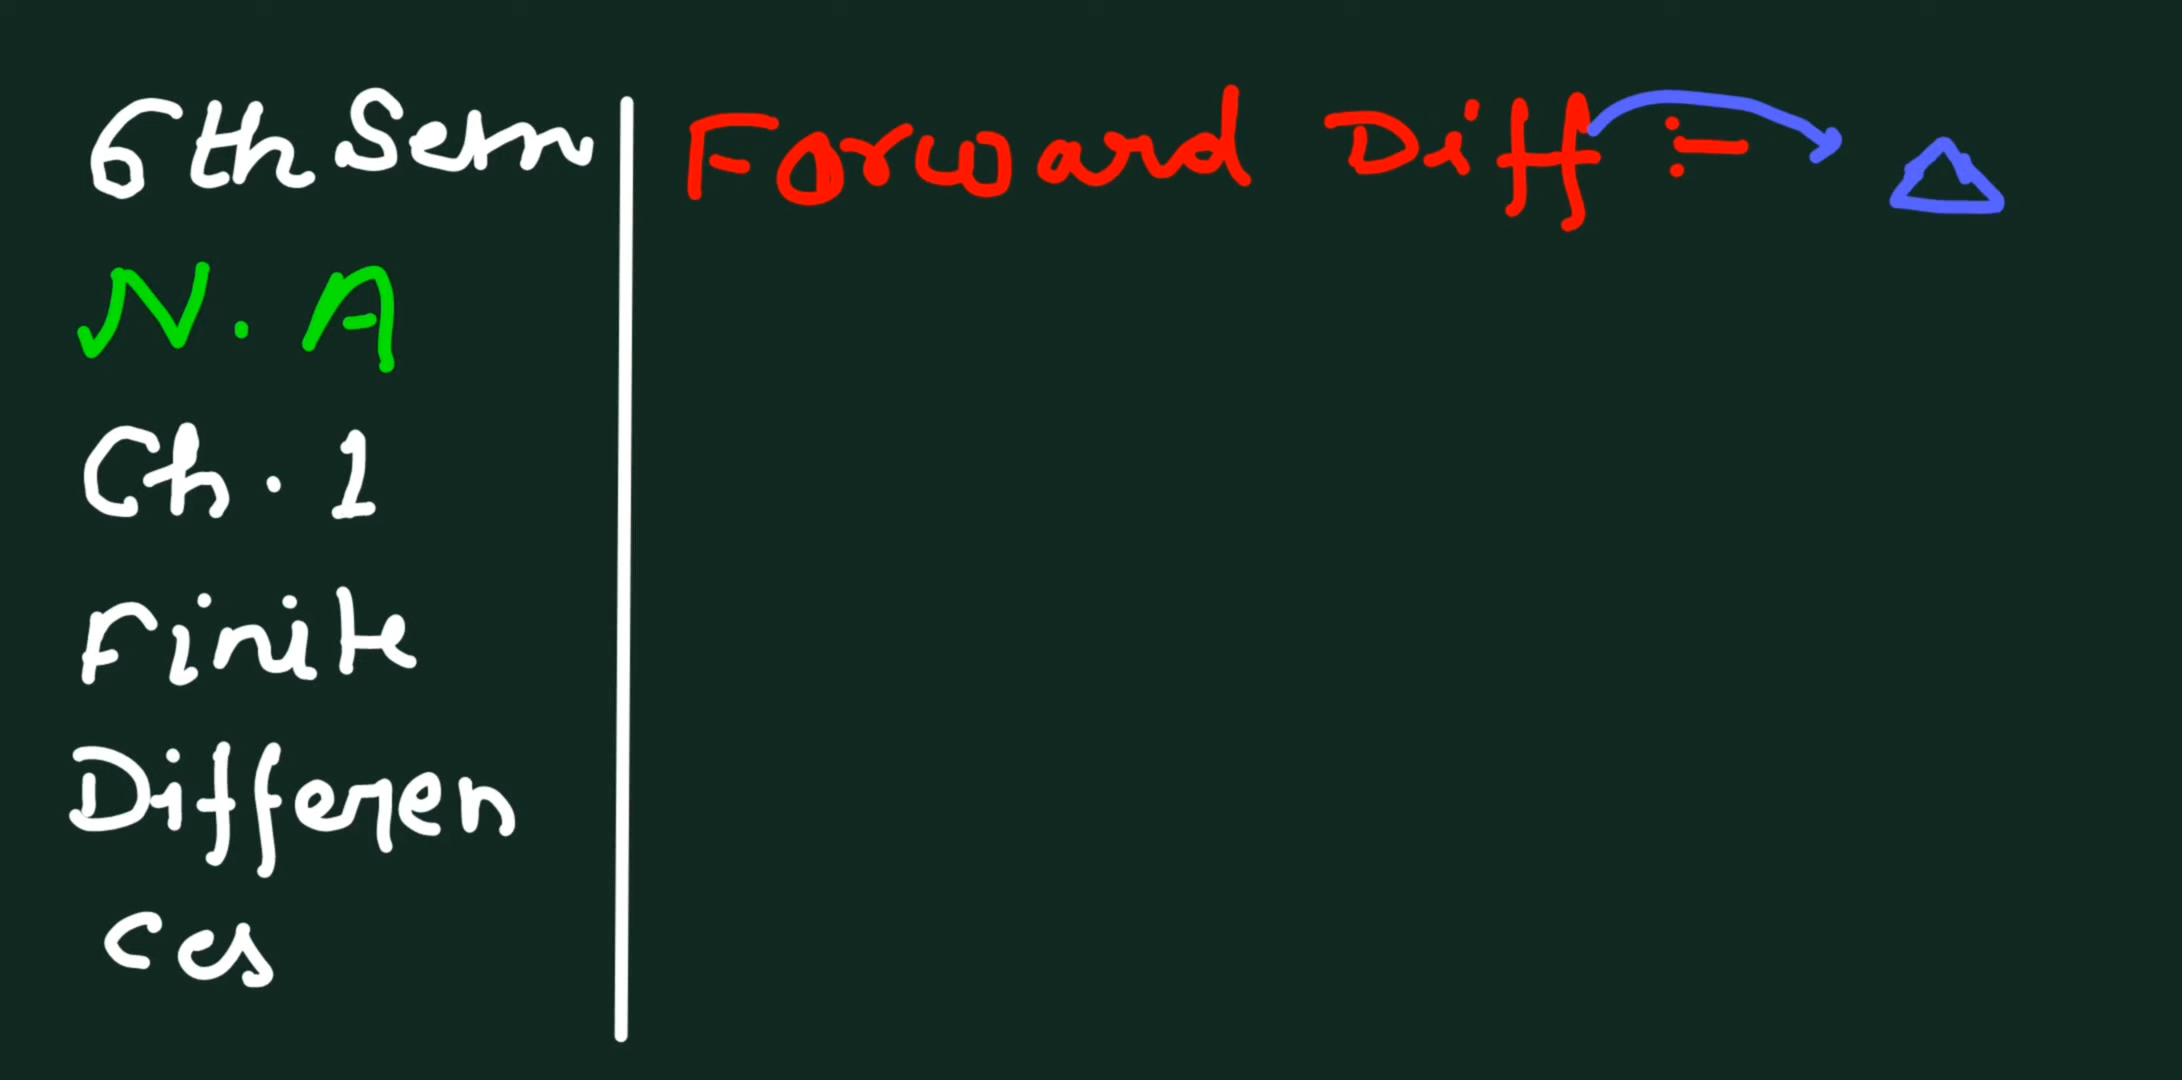 6th Sem
N.A
Ch.1
Finite
Differen
ces
Forward Diff :- Δ